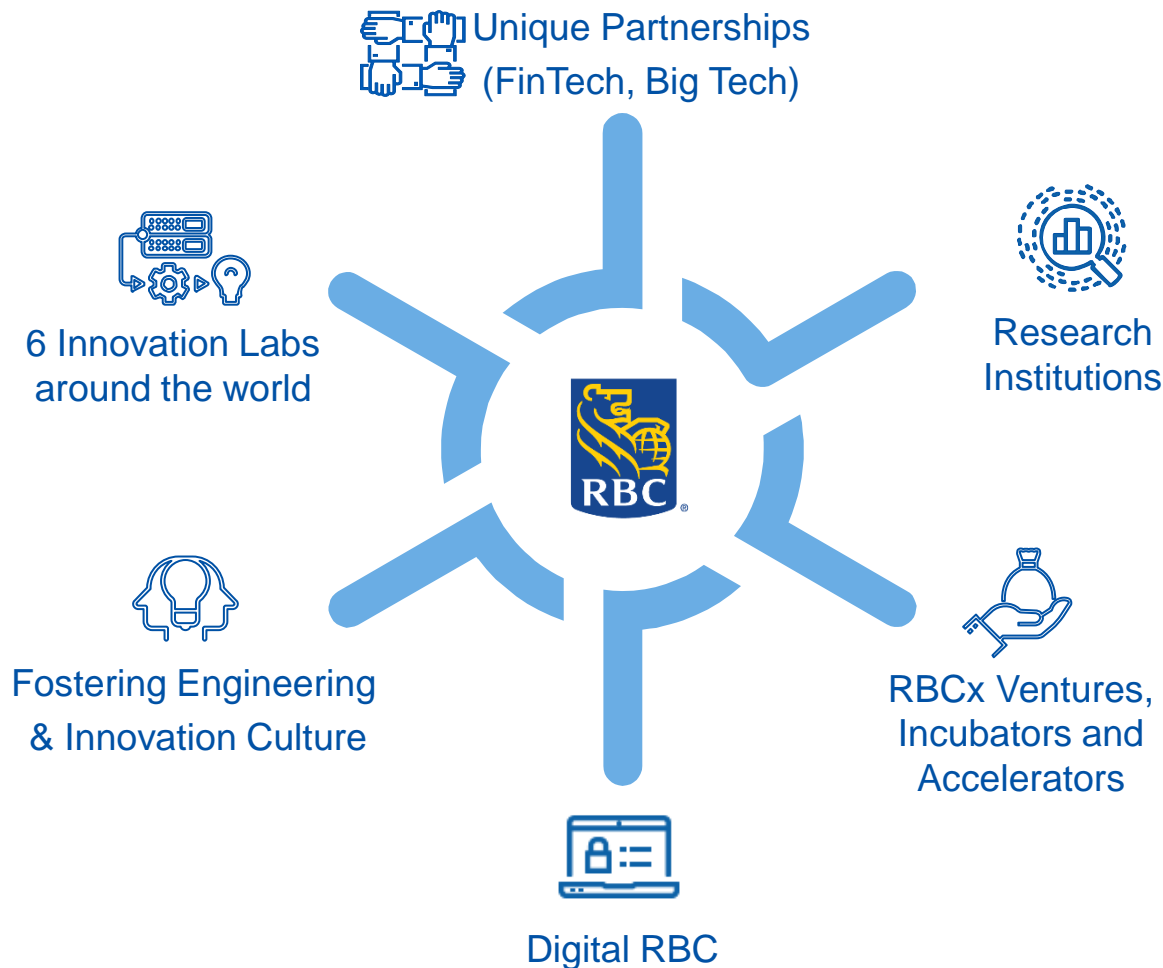 Unique Partnerships
(FinTech, Big Tech)
6 Innovation Labs
around the world
Research
Institutions
RBC
®
Fostering Engineering
& Innovation Culture
RBCx Ventures,
Incubators and
Accelerators
Digital RBC